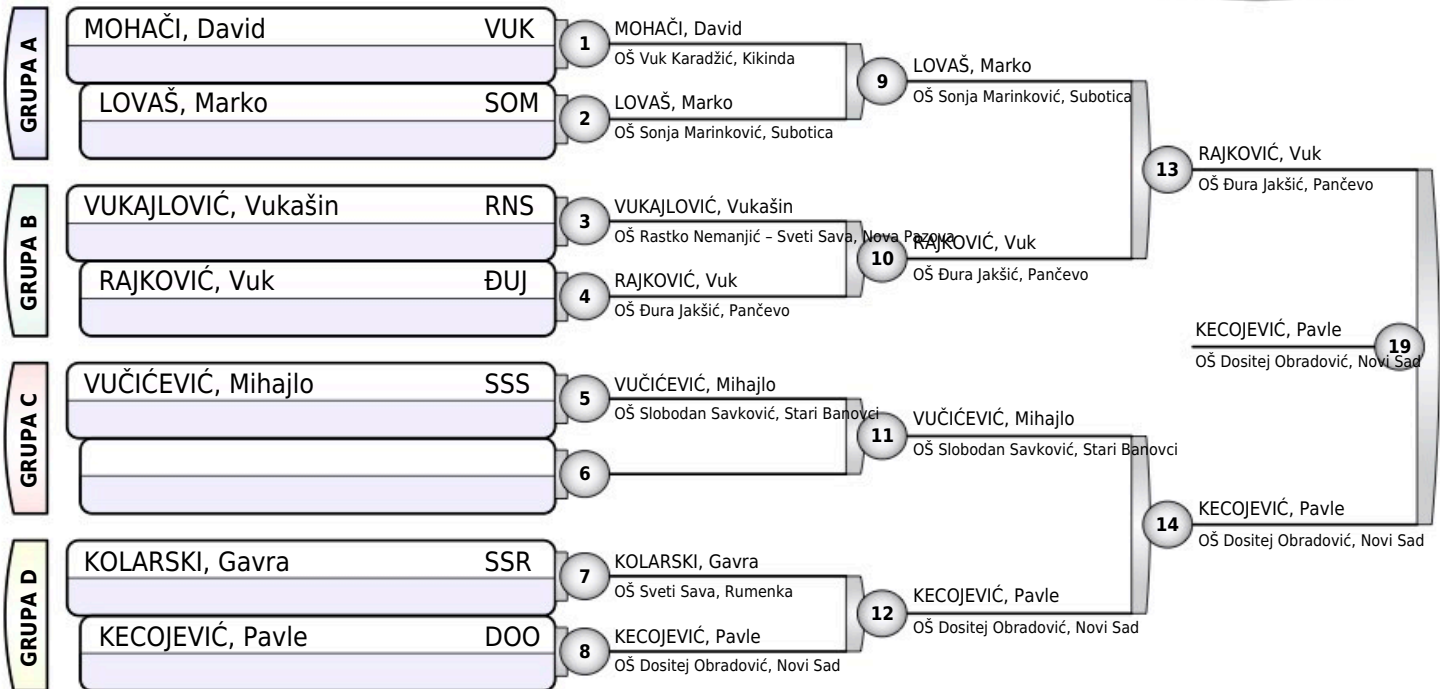 GRUPA A
MOHAČI, David VUK
LOVAŠ, Marko SOM
GRUPA B
VUKAJLOVIĆ, Vukašin RNS
RAJKOVIĆ, Vuk ĐUJ
GRUPA C
VUČIĆEVIĆ, Mihajlo SSS
GRUPA D
KOLARSKI, Gavra SSR
KECOJEVIĆ, Pavle DOO
1
MOHAČI, David
OŠ Vuk Karadžić, Kikinda
2
LOVAŠ, Marko
OŠ Sonja Marinković, Subotica
3
VUKAJLOVIĆ, Vukašin
OŠ Rastko Nemanjić – Sveti Sava, Nova Pazova
4
RAJKOVIĆ, Vuk
OŠ Đura Jakšić, Pančevo
5
VUČIĆEVIĆ, Mihajlo
OŠ Slobodan Savković, Stari Banovci
6
7
KOLARSKI, Gavra
OŠ Sveti Sava, Rumenka
8
KECOJEVIĆ, Pavle
OŠ Dositej Obradović, Novi Sad
9
LOVAŠ, Marko
OŠ Sonja Marinković, Subotica
10
RAJKOVIĆ, Vuk
OŠ Đura Jakšić, Pančevo
11
VUČIĆEVIĆ, Mihajlo
OŠ Slobodan Savković, Stari Banovci
12
KECOJEVIĆ, Pavle
OŠ Dositej Obradović, Novi Sad
13
RAJKOVIĆ, Vuk
OŠ Đura Jakšić, Pančevo
14
KECOJEVIĆ, Pavle
OŠ Dositej Obradović, Novi Sad
19
KECOJEVIĆ, Pavle
OŠ Dositej Obradović, Novi Sad